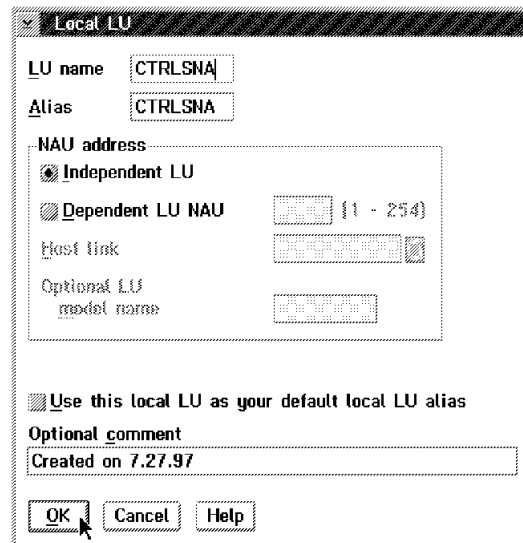 Local LU
LU name CTRLSNA
Alias CTRLSNA
NAU address
Independent LU
Dependent LU NAU (1 - 254)
Host link
Optional LU
model name
Use this local LU as your default local LU alias
Optional comment
Created on 7.27.97
OK Cancel Help